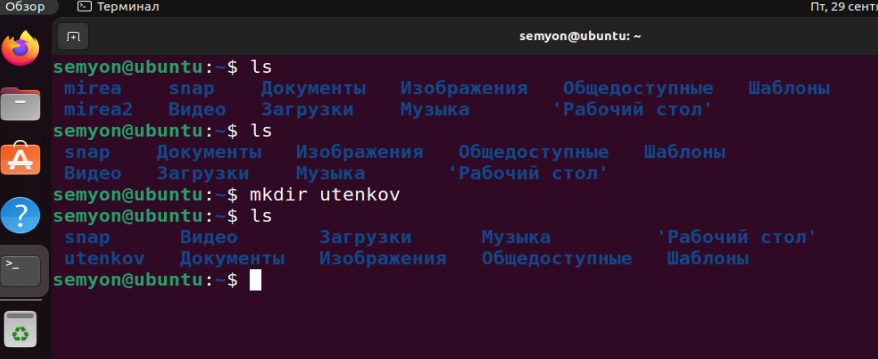 Обзор Терминал Пт, 29 сентя
semyon@ubuntu: ~
semyon@ubuntu:~$ ls
mirea snap Документы Изображения Общедоступные Шаблоны
mirea2 Видео Загрузки Музыка 'Рабочий стол'
semyon@ubuntu:~$ ls
snap Документы Изображения Общедоступные Шаблоны
Видео Загрузки Музыка 'Рабочий стол'
semyon@ubuntu:~$ mkdir utenkov
semyon@ubuntu:~$ ls
snap Видео Загрузки Музыка 'Рабочий стол'
utenkov Документы Изображения Общедоступные Шаблоны
semyon@ubuntu:~$